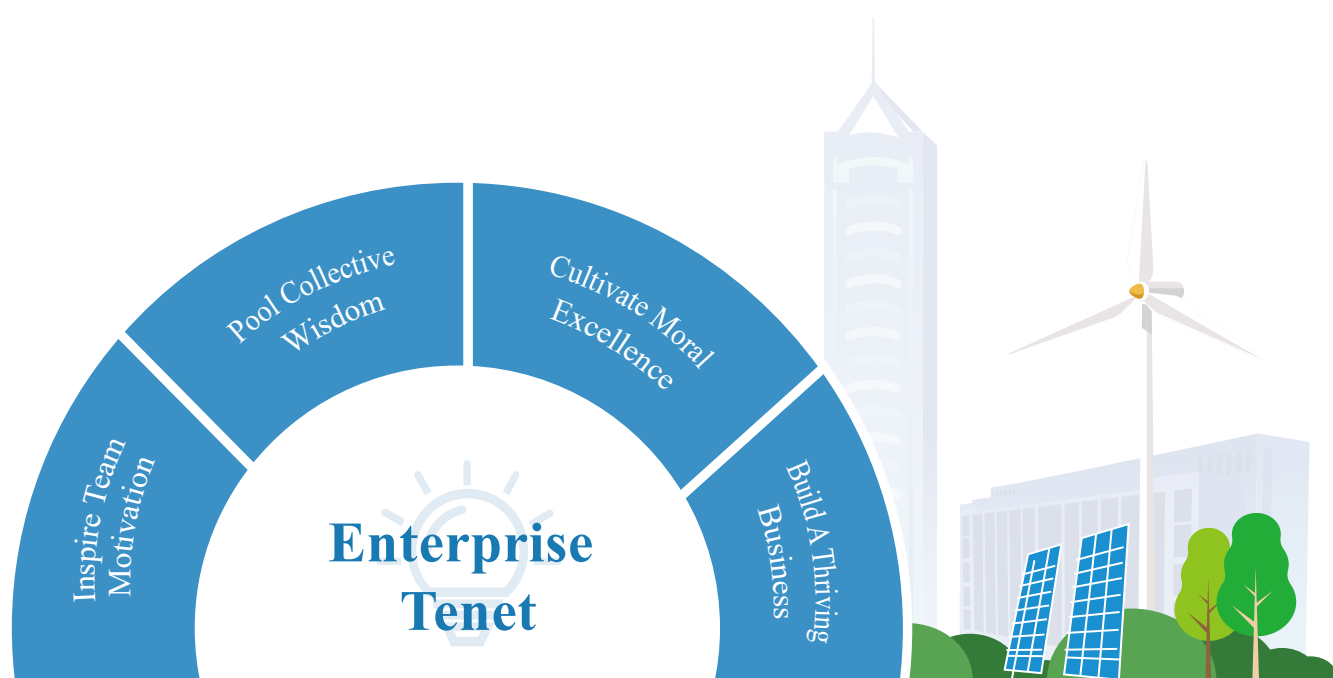 Inspire Team
Motivation
Pool Collective
Wisdom
Cultivate Moral
Excellence
Build A Thriving
Business
Enterprise
Tenet